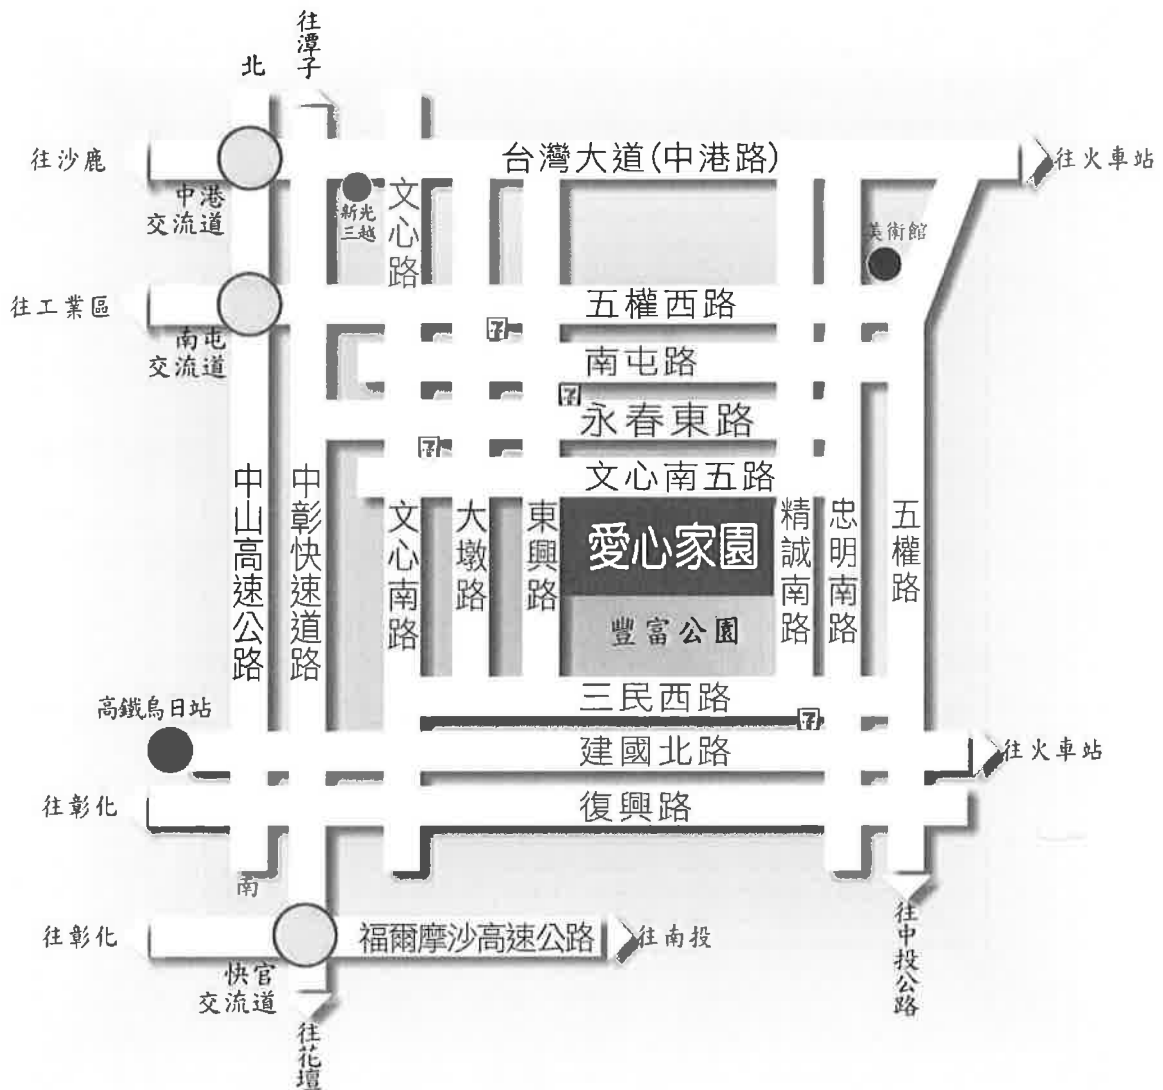 往潭子
北
往沙鹿
台灣大道(中港路)
往火車站
中港
交流道
新光
三越
文心路
美術館
往工業區
五權西路
南屯
交流道
7
南屯路
7
永春東路
7
文心南五路
中山高速公路
中彰快速道路
文心南路
大墩路
東興路
愛心家園
精誠南路
忠明南路
五權路
豐富公園
三民西路
7
高鐵烏日站
建國北路
往火車站
往彰化
復興路
南
往中投公路
往彰化
福爾摩沙高速公路
往南投
快官
交流道
往花壇